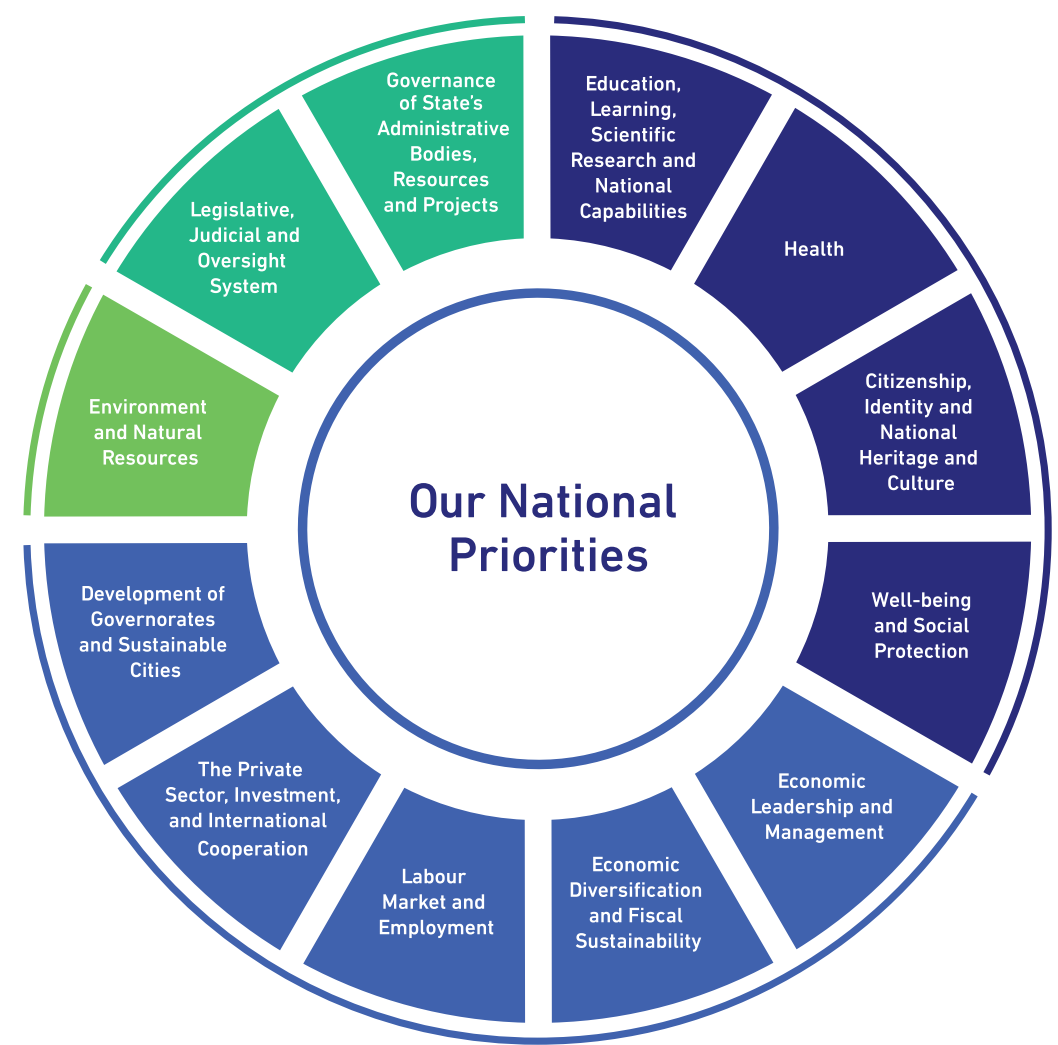 Governance
of State's
Administrative
Bodies,
Resources
and Projects
Education,
Learning,
Scientific
Research and
National
Capabilities
Health
Citizenship,
Identity and
National
Heritage and
Culture
Well-being
and Social
Protection
Economic
Leadership and
Management
Economic
Diversification
and Fiscal
Sustainability
Labour
Market and
Employment
The Private
Sector, Investment,
and International
Cooperation
Development of
Governorates
and Sustainable
Cities
Environment
and Natural
Resources
Legislative,
Judicial and
Oversight
System
Our National
Priorities